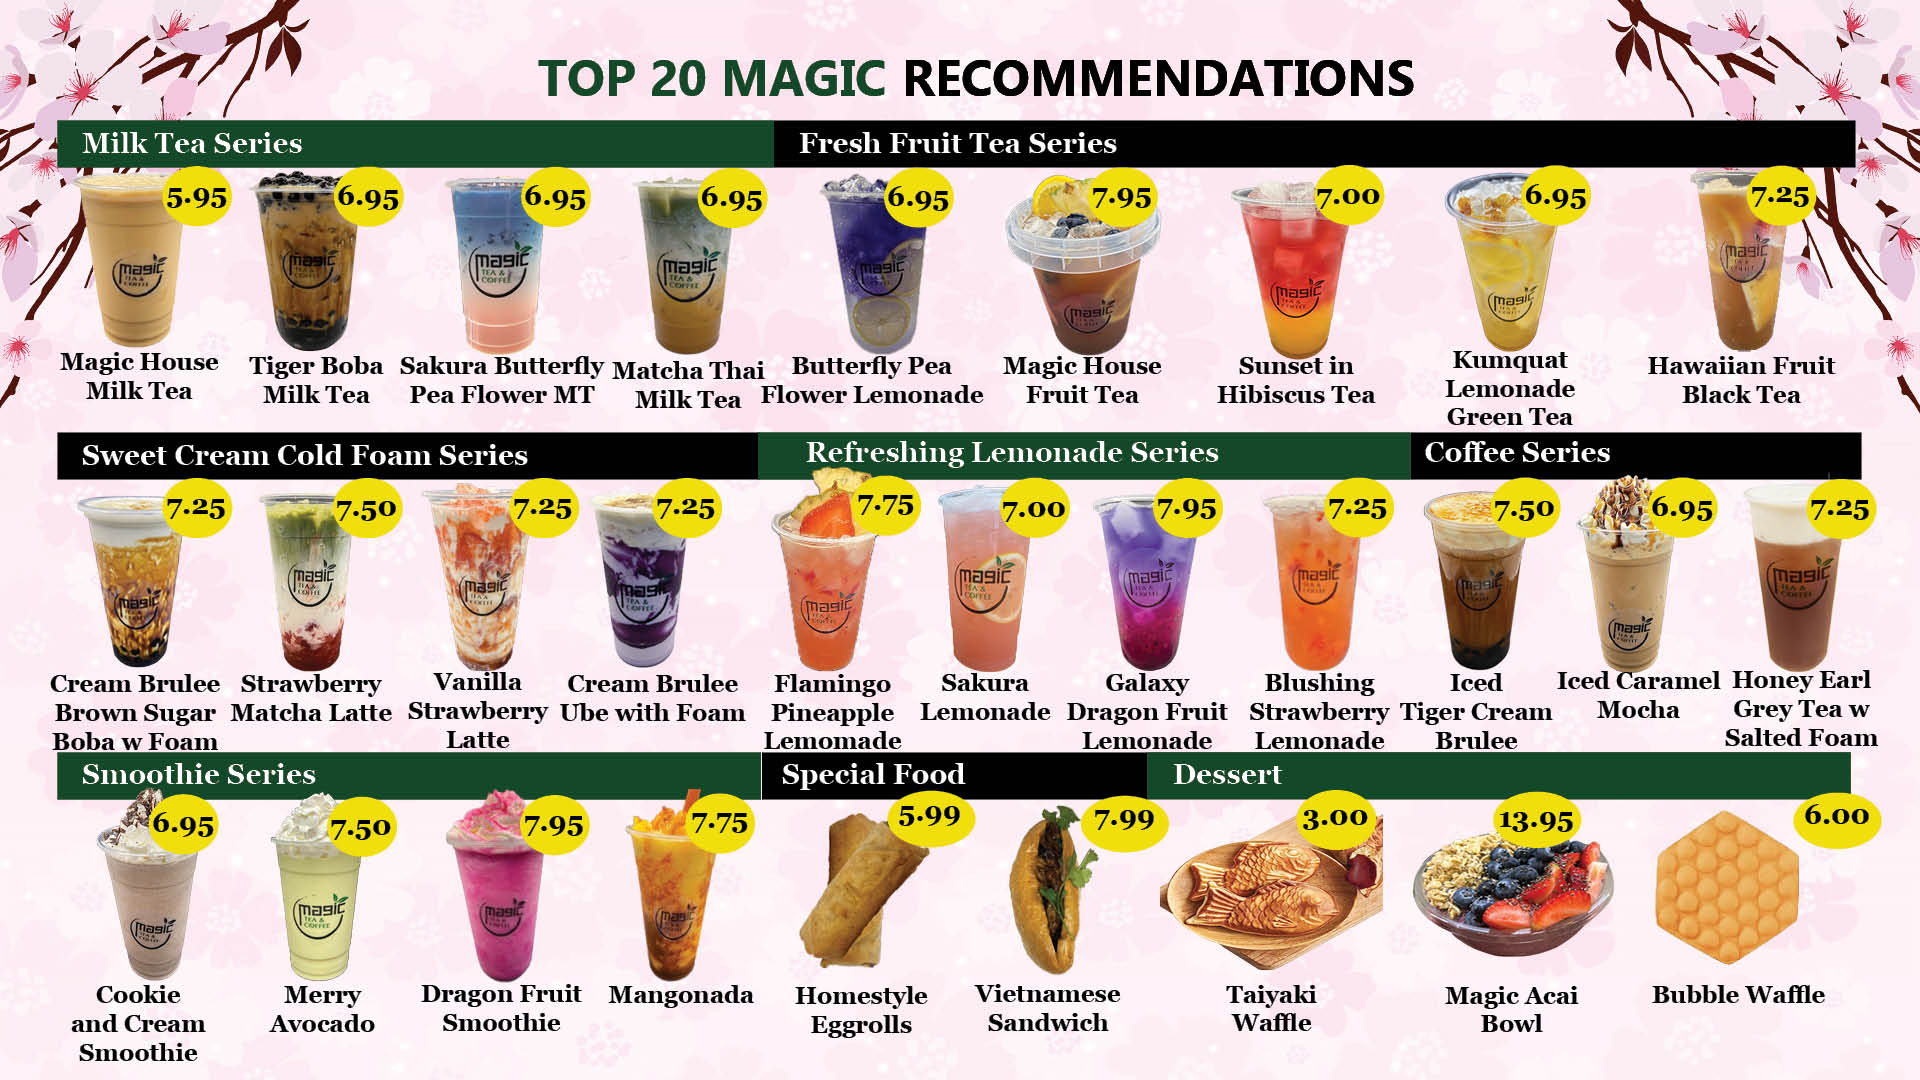 TOP 20 MAGIC RECOMMENDATIONS
Milk Tea Series
Fresh Fruit Tea Series
5.95
6.95
6.95
6.95
6.95
7.95
7.00
6.95
7.25
magic
TEA &
COFFEE
Magic House
Milk Tea
Tiger Boba
Milk Tea
Sakura Butterfly
Pea Flower MT
Matcha Thai
Milk Tea
Butterfly Pea
Flower Lemonade
Magic House
Fruit Tea
Sunset in
Hibiscus Tea
Kumquat
Lemonade
Green Tea
Hawaiian Fruit
Black Tea
Sweet Cream Cold Foam Series
Refreshing Lemonade Series
Coffee Series
7.25
7.50
7.25
7.25
7.75
7.00
7.95
7.25
7.50
6.95
7.25
Cream Brulee
Brown Sugar
Boba w Foam
Strawberry
Matcha Latte
Vanilla
Strawberry
Latte
Cream Brulee
Ube with Foam
Flamingo
Pineapple
Lemomade
Sakura
Lemonade
Galaxy
Dragon Fruit
Lemonade
Blushing
Strawberry
Lemonade
Iced
Tiger Cream
Brulee
Iced Caramel
Mocha
Honey Earl
Grey Tea w
Salted Foam
Smoothie Series
Special Food
Dessert
6.95
7.50
7.95
7.75
5.99
7.99
3.00
13.95
6.00
Cookie
and Cream
Smoothie
Merry
Avocado
Dragon Fruit
Smoothie
Mangonada
Homestyle
Eggrolls
Vietnamese
Sandwich
Taiyaki
Waffle
Magic Acai
Bowl
Bubble Waffle